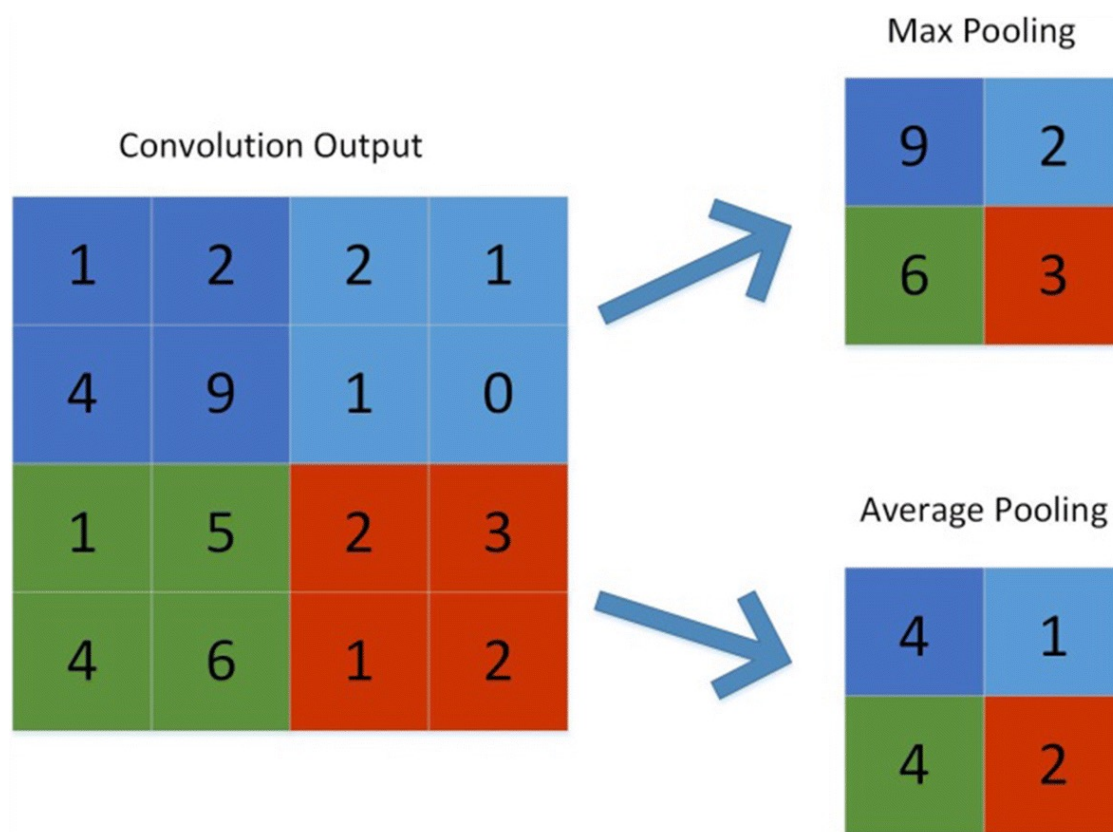 Max Pooling
9 2
6 3
Convolution Output
1 2 2 1
4 9 1 0
1 5 2 3
4 6 1 2
Average Pooling
4 1
4 2